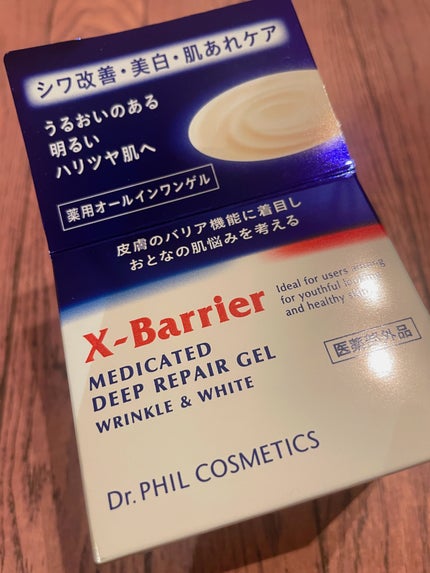 シワ改善・美白・肌あれケア
うるおいのある
明るい
ハリツヤ肌へ
薬用オールインワンゲル
皮膚のバリア機能に着目し
おとなの肌悩みを考える
X-Barrier
Ideal for users among
for youthful
and healthy
医薬部外品
MEDICATED
DEEP REPAIR GEL
WRINKLE & WHITE
Dr.PHIL COSMETICS